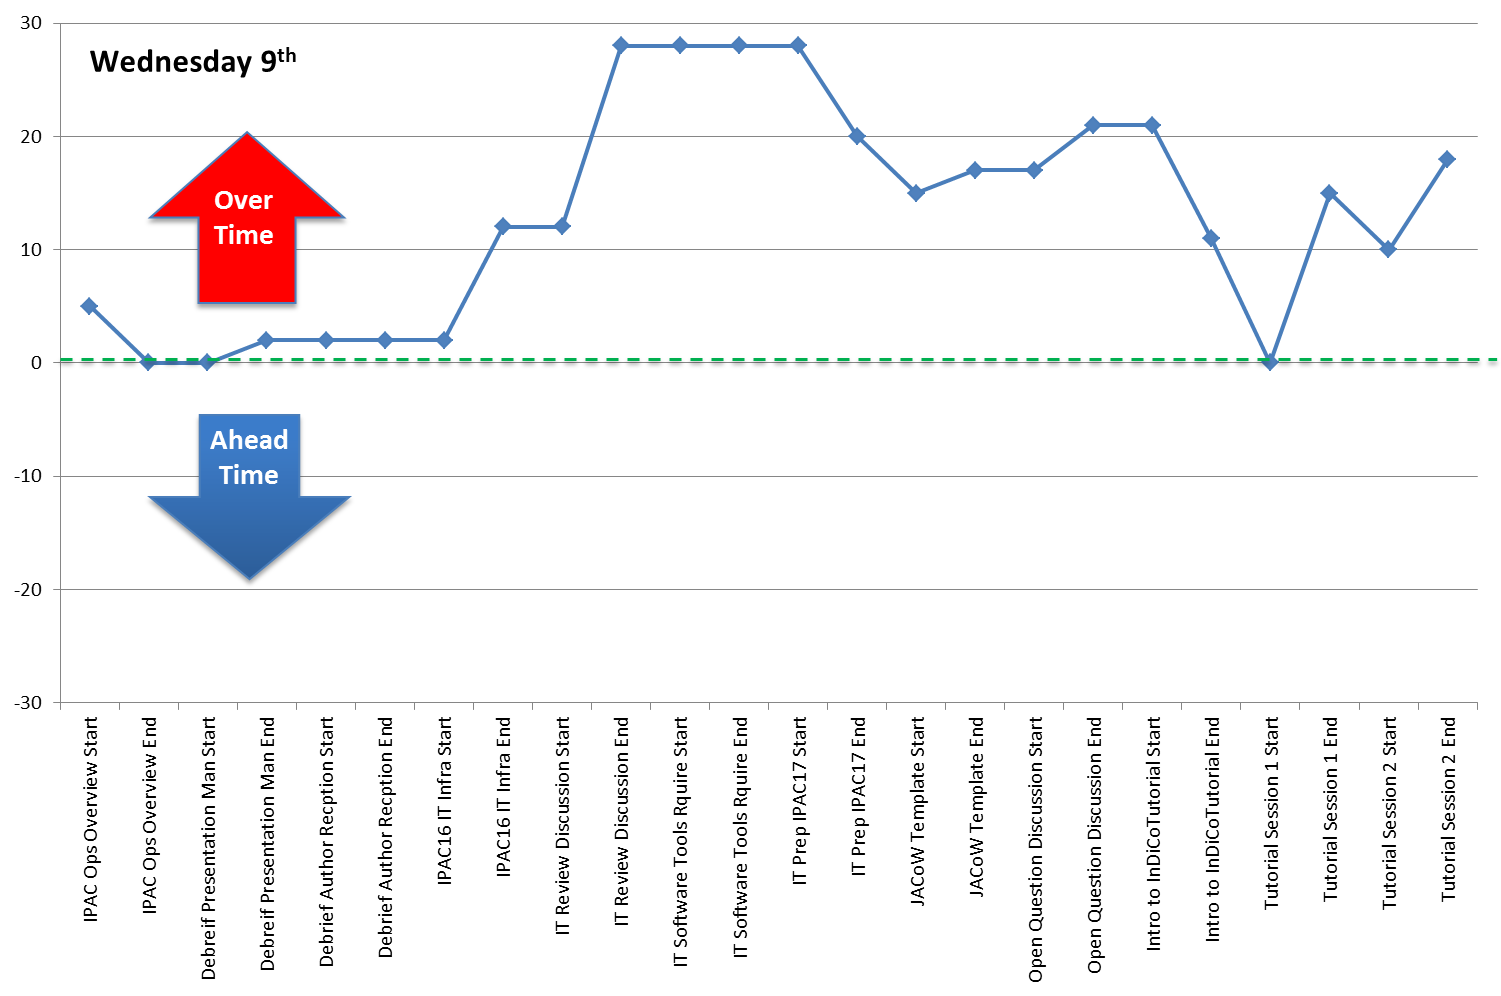 Wednesday 9th
30
20
10
0
-10
-20
-30
Over
Time
Ahead
Time
IPAC Ops Overview Start
IPAC Ops Overview End
Debreif Presentation Man Start
Debreif Presentation Man End
Debrief Author Recption Start
Debrief Author Recption End
IPAC16 IT Infra Start
IPAC16 IT Infra End
IT Review Discussion Start
IT Review Discussion End
IT Software Tools Rquire Start
IT Software Tools Rquire End
IT Prep IPAC17 Start
IT Prep IPAC17 End
JACoW Template Start
JACoW Template End
Open Question Discussion Start
Open Question Discussion End
Intro to InDiCoTutorial Start
Intro to InDiCoTutorial End
Tutorial Session 1 Start
Tutorial Session 1 End
Tutorial Session 2 Start
Tutorial Session 2 End